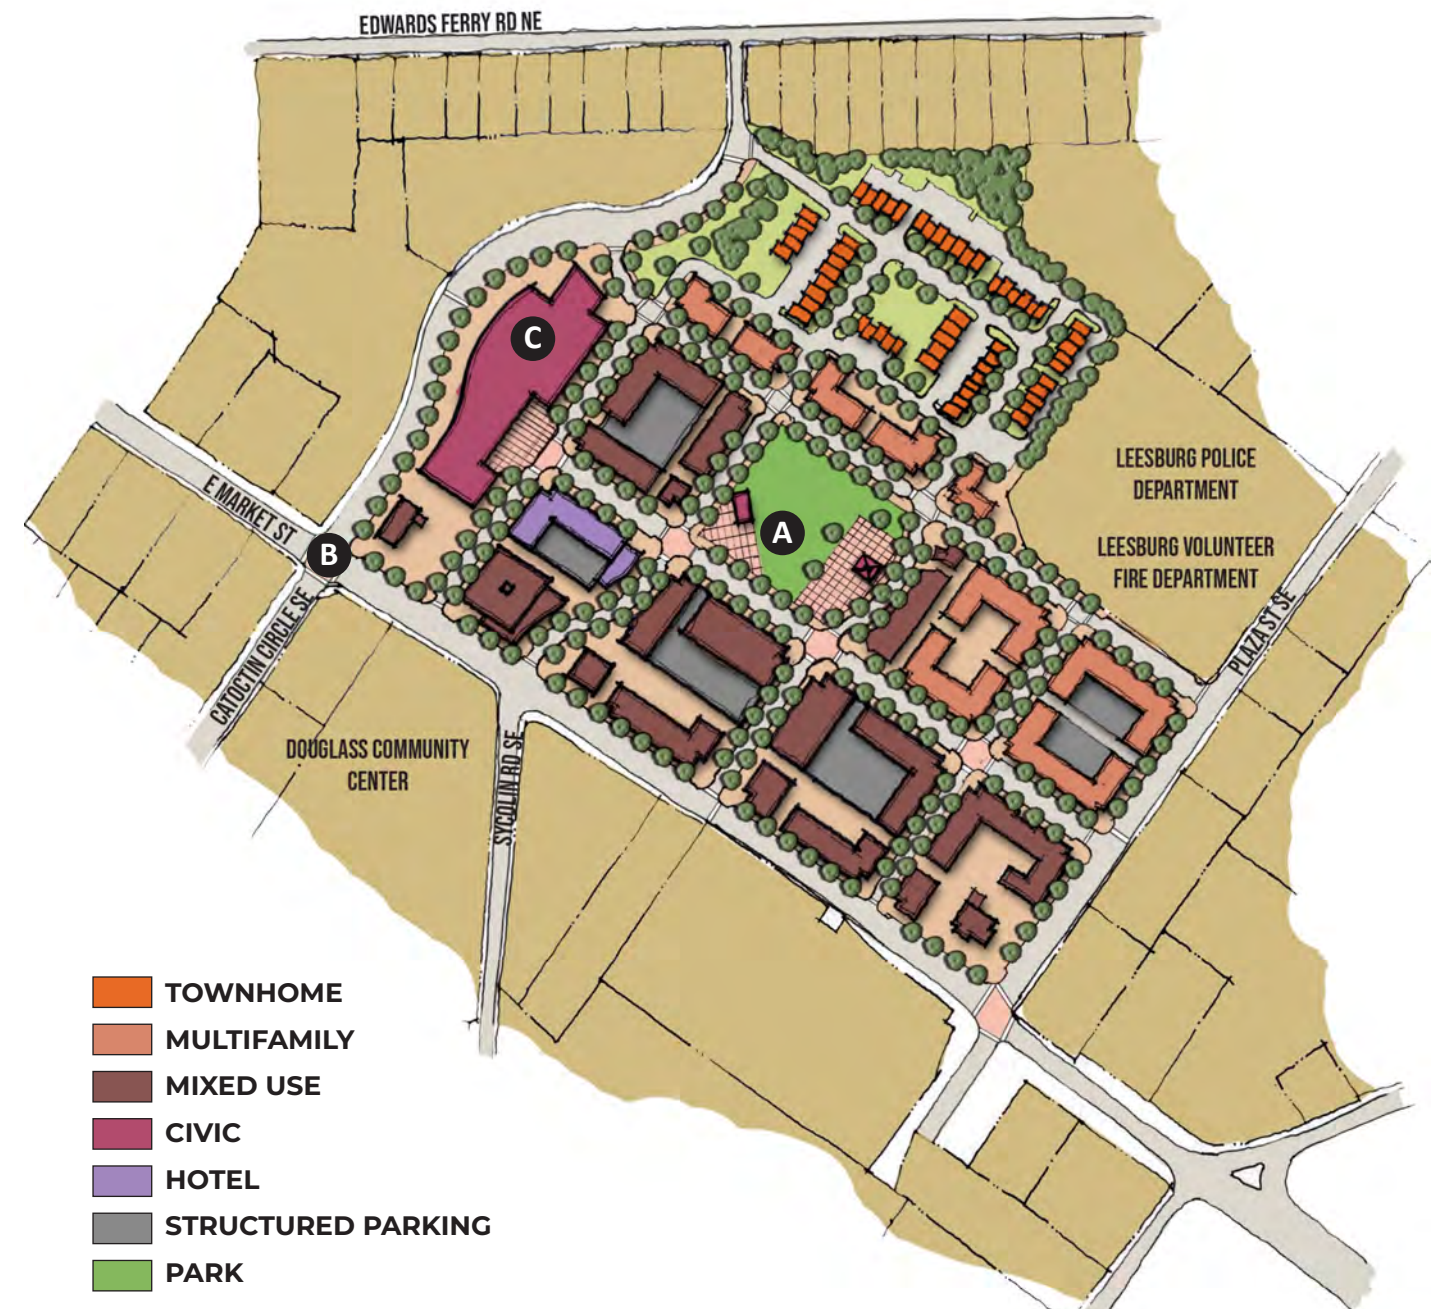 EDWARDS FERRY RD NE
C
LEESBURG POLICE
DEPARTMENT
E MARKET ST
A
B
LEESBURG VOLUNTEER
FIRE DEPARTMENT
CATOCTIN CIRCLE SE
PLAZA ST SE
DOUGLASS COMMUNITY
CENTER
SYCOLIN RD SE
TOWNHOME
MULTIFAMILY
MIXED USE
CIVIC
HOTEL
STRUCTURED PARKING
PARK